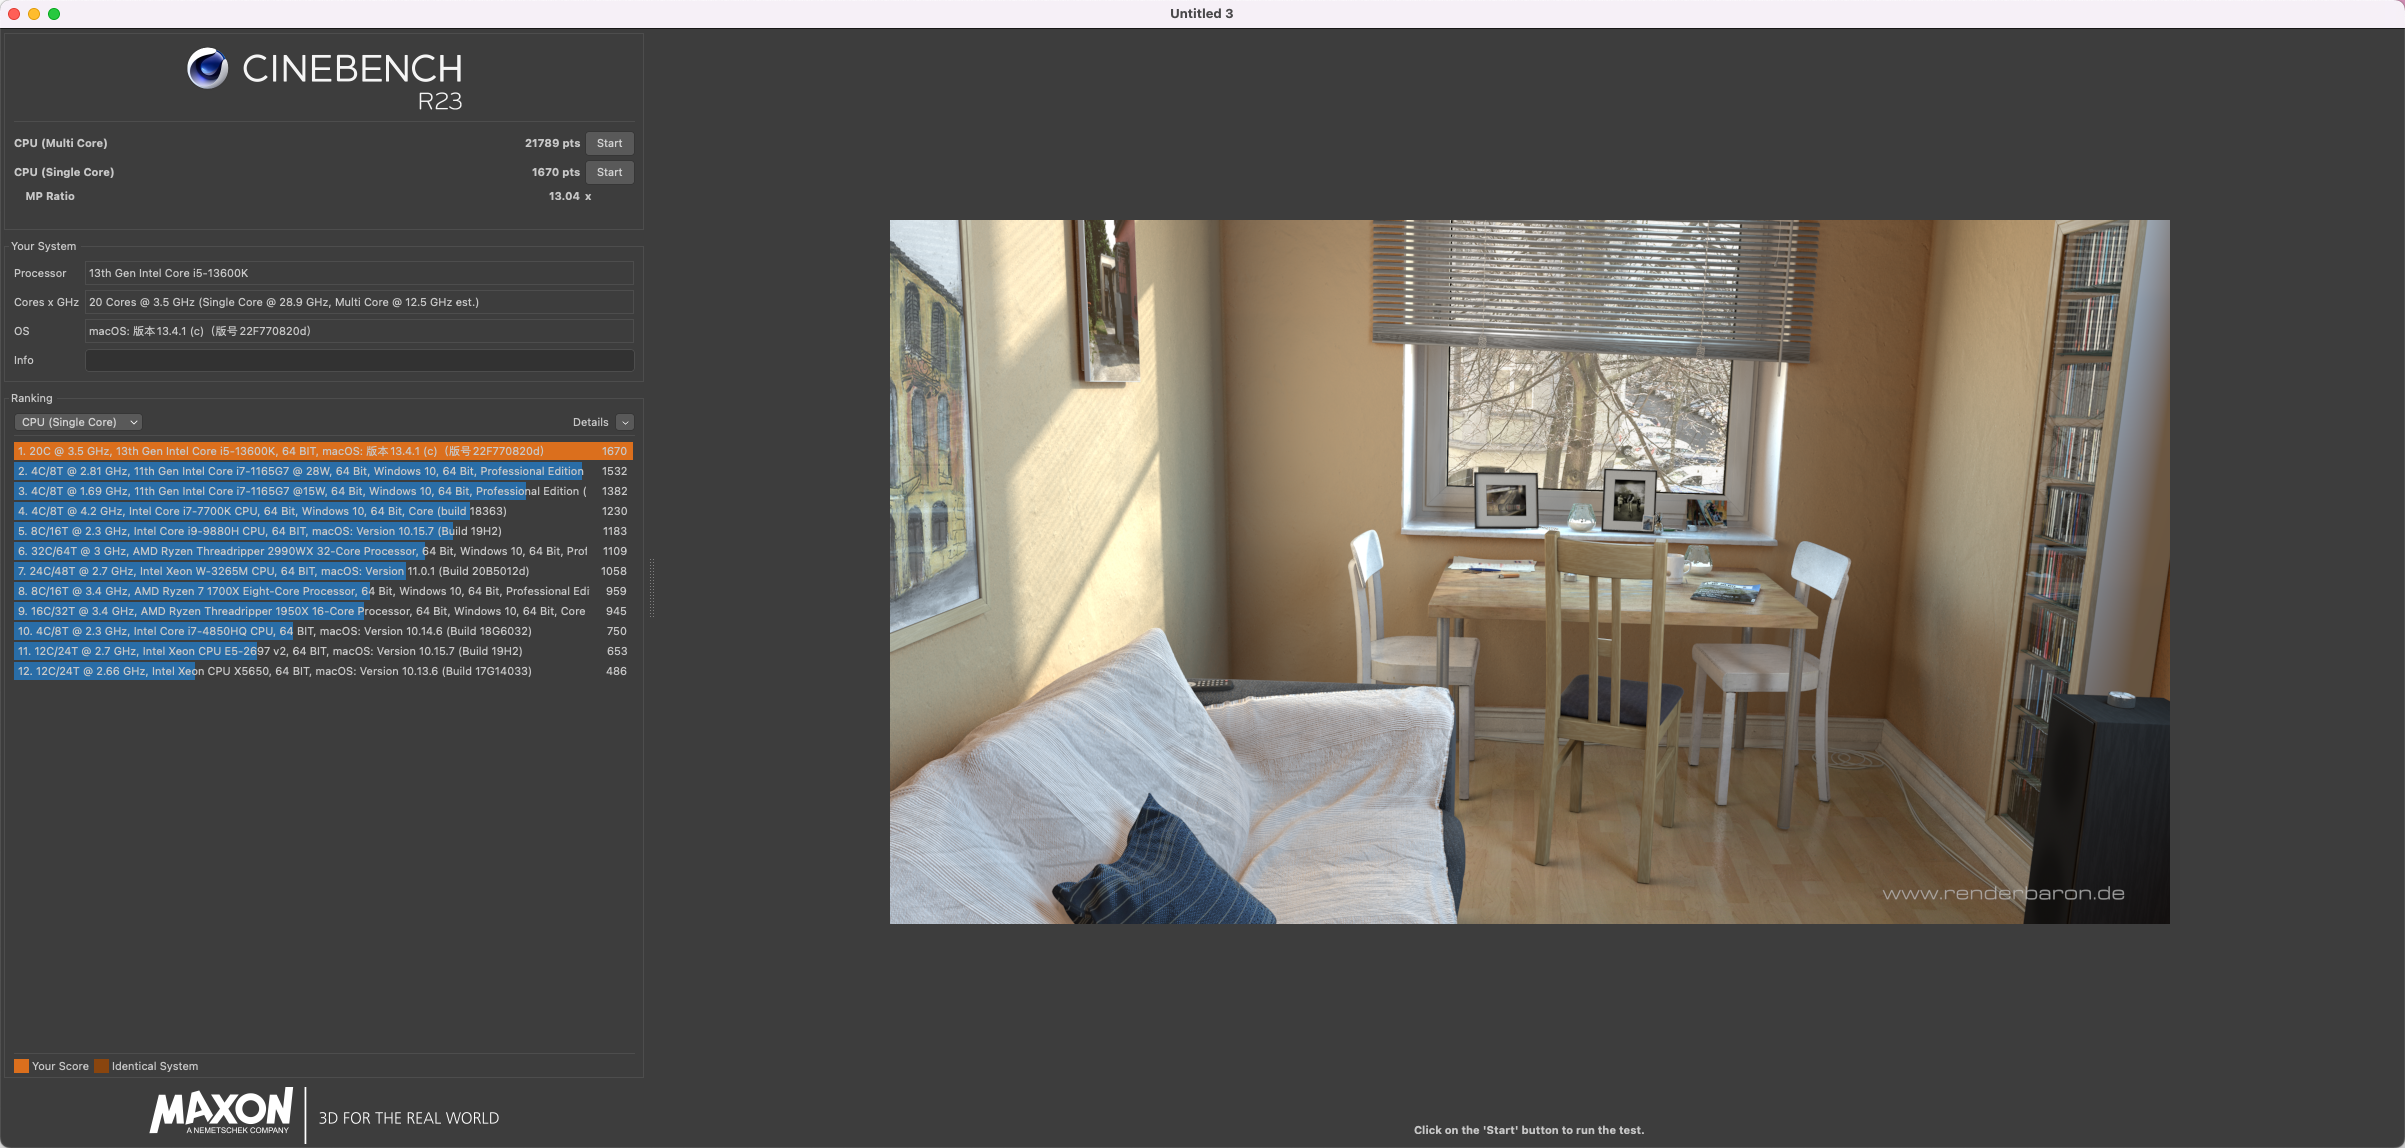 Untitled 3
CINEBENCH
R23
CPU (Multi Core) 21789 pts Start
CPU (Single Core) 1670 pts Start
MP Ratio 13.04 x
Your System
Processor 13th Gen Intel Core i5-13600K
Cores x GHz 20 Cores @ 3.5 GHz (Single Core @ 28.9 GHz, Multi Core @ 12.5 GHz est.)
OS macOS: 版本13.4.1 (c)（版号22F770820d）
Info
Ranking
CPU (Single Core) Details
1. 20C @ 3.5 GHz, 13th Gen Intel Core i5-13600K, 64 BIT, macOS: 版本13.4.1 (c)（版号22F770820d） 1670
2. 4C/8T @ 2.81 GHz, 11th Gen Intel Core i7-1165G7 @ 28W, 64 Bit, Windows 10, 64 Bit, Professional Edition 1532
3. 4C/8T @ 1.69 GHz, 11th Gen Intel Core i7-1165G7 @15W, 64 Bit, Windows 10, 64 Bit, Professional Edition ( 1382
4. 4C/8T @ 4.2 GHz, Intel Core i7-7700K CPU, 64 Bit, Windows 10, 64 Bit, Core (build 18363) 1230
5. 8C/16T @ 2.3 GHz, Intel Core i9-9880H CPU, 64 BIT, macOS: Version 10.15.7 (Build 19H2) 1183
6. 32C/64T @ 3 GHz, AMD Ryzen Threadripper 2990WX 32-Core Processor, 64 Bit, Windows 10, 64 Bit, Prof 1109
7. 24C/48T @ 2.7 GHz, Intel Xeon W-3265M CPU, 64 BIT, macOS: Version 11.0.1 (Build 20B5012d) 1058
8. 8C/16T @ 3.4 GHz, AMD Ryzen 7 1700X Eight-Core Processor, 64 Bit, Windows 10, 64 Bit, Professional Edi 959
9. 16C/32T @ 3.4 GHz, AMD Ryzen Threadripper 1950X 16-Core Processor, 64 Bit, Windows 10, 64 Bit, Core 945
10. 4C/8T @ 2.3 GHz, Intel Core i7-4850HQ CPU, 64 BIT, macOS: Version 10.14.6 (Build 18G6032) 750
11. 12C/24T @ 2.7 GHz, Intel Xeon CPU E5-2697 v2, 64 BIT, macOS: Version 10.15.7 (Build 19H2) 653
12. 12C/24T @ 2.66 GHz, Intel Xeon CPU X5650, 64 BIT, macOS: Version 10.13.6 (Build 17G14033) 486
Your Score Identical System
MAXON
A NEMETSCHEK COMPANY
3D FOR THE REAL WORLD
www.renderbaron.de
Click on the 'Start' button to run the test.